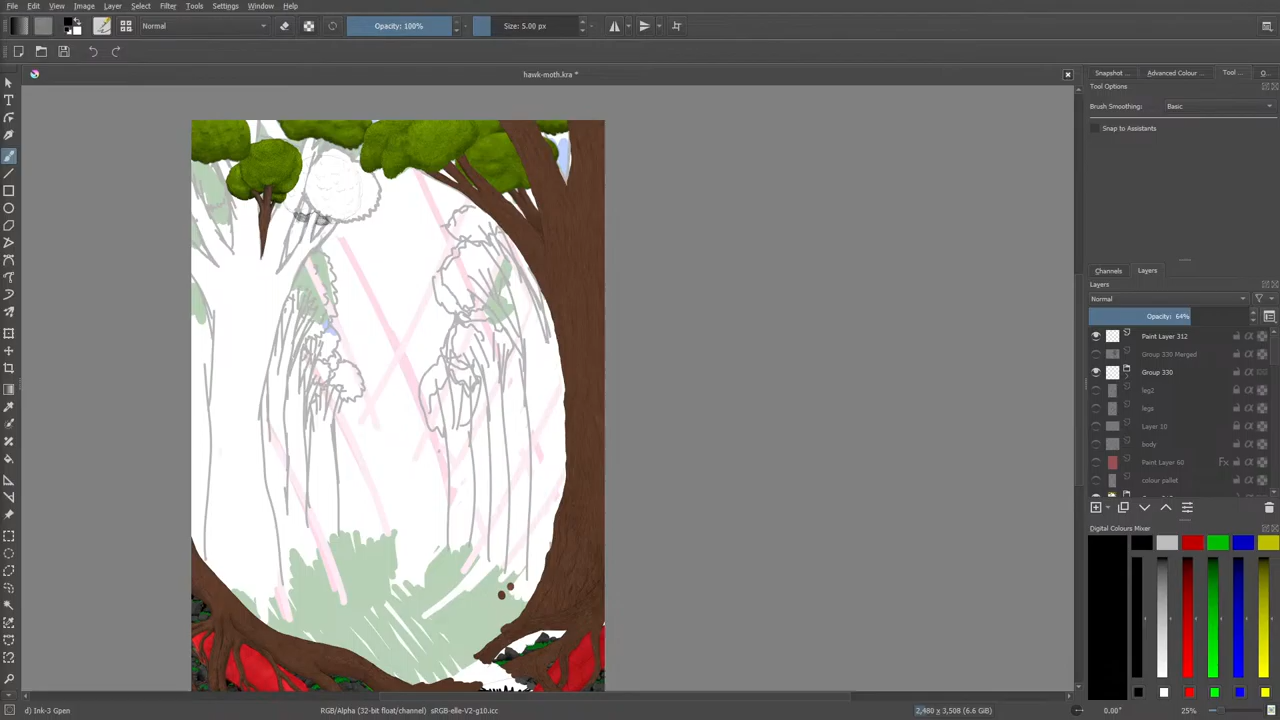 File Edit View Image Layer Select Filter Tools Settings Window Help
Normal Opacity: 100% Size: 5.00 px
hawk-moth.kra *
Snapshot ... Advanced Colour ... Tool ... O...
Tool Options
Brush Smoothing: Basic
Snap to Assistants
Channels Layers
Layers
Normal
Opacity: 64%
Paint Layer 312
Group 330 Merged
Group 330
leg2
legs
Layer 10
body
Paint Layer 60 Fx
colour pallet
Digital Colours Mixer
d) Ink-3 Gpen RGB/Alpha (32-bit float/channel) sRGB-elle-V2-g10.icc 2,480 x 3,508 (6.6 GiB) 0.00° 25%